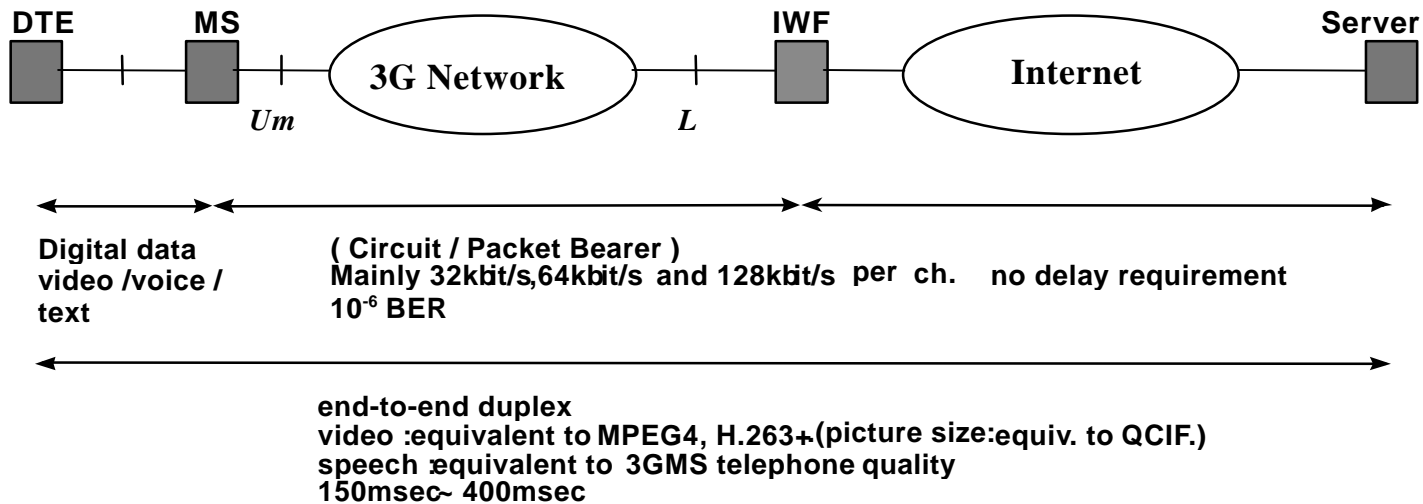 DTE MS IWF Server
3G Network Internet
Um L
Digital data
video /voice /
text
( Circuit / Packet Bearer )
Mainly 32kbit/s,64kbit/s and 128kbit/s per ch. no delay requirement
10-6 BER
end-to-end duplex
video :equivalent to MPEG4, H.263+.(picture size:equiv. to QCIF.)
speech :equivalent to 3GMS telephone quality
150msec~ 400msec